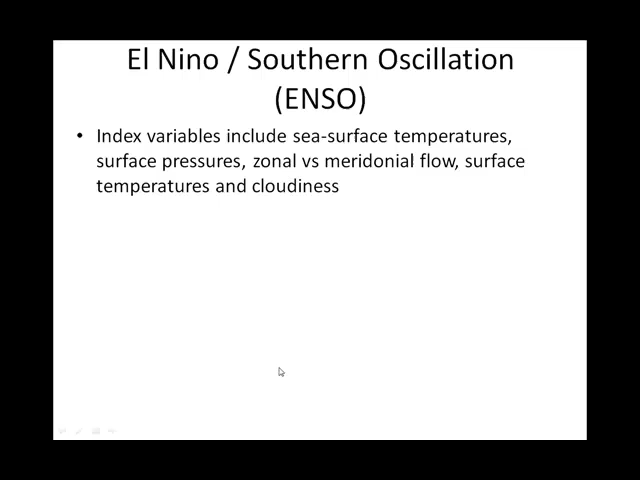 El Nino / Southern Oscillation
(ENSO)
• Index variables include sea-surface temperatures,
surface pressures, zonal vs meridonial flow, surface
temperatures and cloudiness